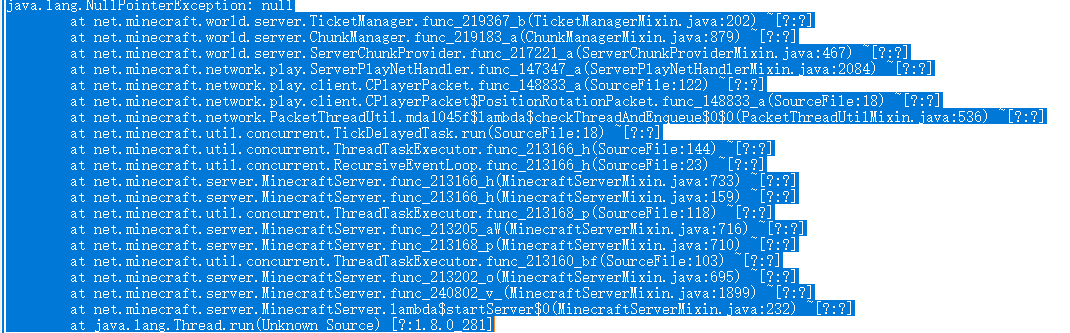 java.lang.NullPointerException: null
at net.minecraft.world.server.TicketManager.func_219367_b(TicketManagerMixin.java:202) ~[?:?]
at net.minecraft.world.server.ChunkManager.func_219183_a(ChunkManagerMixin.java:879) ~[?:?]
at net.minecraft.world.server.ServerChunkProvider.func_217221_a(ServerChunkProviderMixin.java:467) ~[?:?]
at net.minecraft.network.play.ServerPlayNetHandler.func_147347_a(ServerPlayNetHandlerMixin.java:2084) ~[?:?]
at net.minecraft.network.play.client.CPlayerPacket.func_148833_a(SourceFile:122) ~[?:?]
at net.minecraft.network.play.client.CPlayerPacket$PositionRotationPacket.func_148833_a(SourceFile:18) ~[?:?]
at net.minecraft.network.PacketThreadUtil.mda1045f$lambda$checkThreadAndEnqueue$0$0(PacketThreadUtilMixin.java:536) ~[?:?]
at net.minecraft.util.concurrent.TickDelayedTask.run(SourceFile:18) ~[?:?]
at net.minecraft.util.concurrent.ThreadTaskExecutor.func_213166_h(SourceFile:144) ~[?:?]
at net.minecraft.util.concurrent.RecursiveEventLoop.func_213166_h(SourceFile:23) ~[?:?]
at net.minecraft.server.MinecraftServer.func_213166_h(MinecraftServerMixin.java:733) ~[?:?]
at net.minecraft.server.MinecraftServer.func_213166_h(MinecraftServerMixin.java:159) ~[?:?]
at net.minecraft.util.concurrent.ThreadTaskExecutor.func_213168_p(SourceFile:118) ~[?:?]
at net.minecraft.server.MinecraftServer.func_213205_aW(MinecraftServerMixin.java:716) ~[?:?]
at net.minecraft.server.MinecraftServer.func_213168_p(MinecraftServerMixin.java:710) ~[?:?]
at net.minecraft.util.concurrent.ThreadTaskExecutor.func_213160_bf(SourceFile:103) ~[?:?]
at net.minecraft.server.MinecraftServer.func_213202_o(MinecraftServerMixin.java:695) ~[?:?]
at net.minecraft.server.MinecraftServer.func_240802_v_(MinecraftServerMixin.java:1899) ~[?:?]
at net.minecraft.server.MinecraftServer.lambda$startServer$0(MinecraftServerMixin.java:232) ~[?:?]
at java.lang.Thread.run(Unknown Source) [?:1.8.0_281]